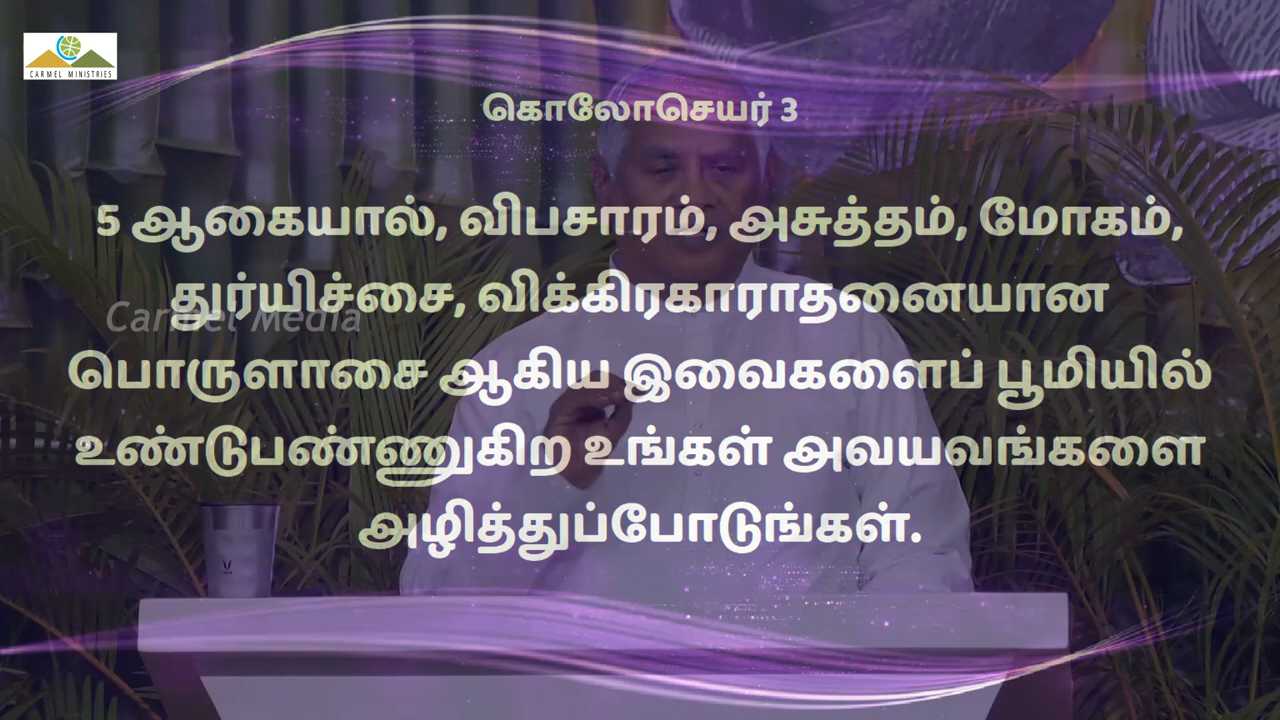 CARMEL MINISTRIES
கொலோசெயர் 3
5 ஆகையால், விபசாரம், அசுத்தம், மோகம்,
துர்யிச்சை, விக்கிரகாராதனையான
Carmel Media
பொருளாசை ஆகிய இவைகளைப் பூமியில்
உண்டுபண்ணுகிற உங்கள் அவயவங்களை
அழித்துப்போடுங்கள்.